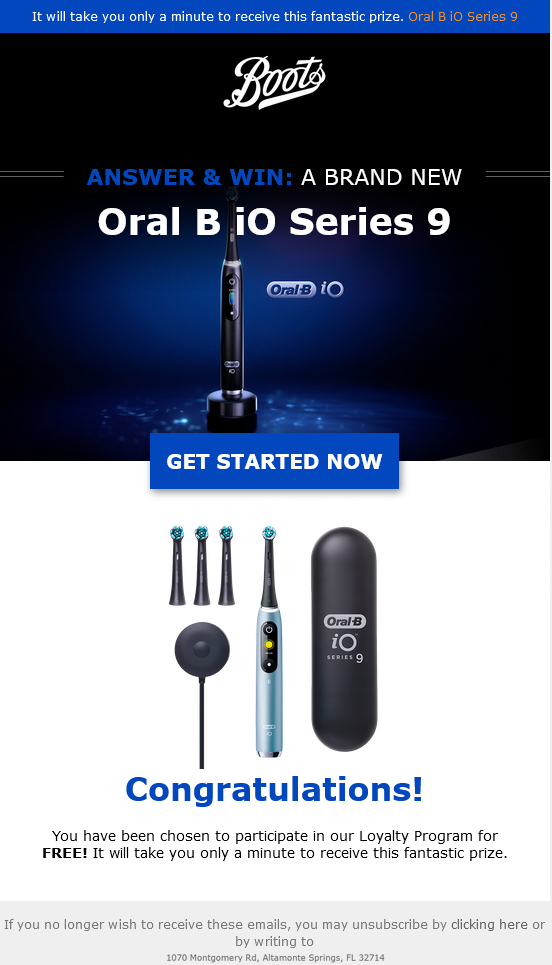 It will take you only a minute to receive this fantastic prize. Oral B iO Series 9
Boots
ANSWER & WIN: A BRAND NEW
Oral B iO Series 9
Oral-B iO
Oral-B
iO
GET STARTED NOW
Oral-B
iO™
SERIES 9
iO
Congratulations!
You have been chosen to participate in our Loyalty Program for
FREE! It will take you only a minute to receive this fantastic prize.
If you no longer wish to receive these emails, you may unsubscribe by clicking here or
by writing to
1070 Montgomery Rd, Altamonte Springs, FL 32714